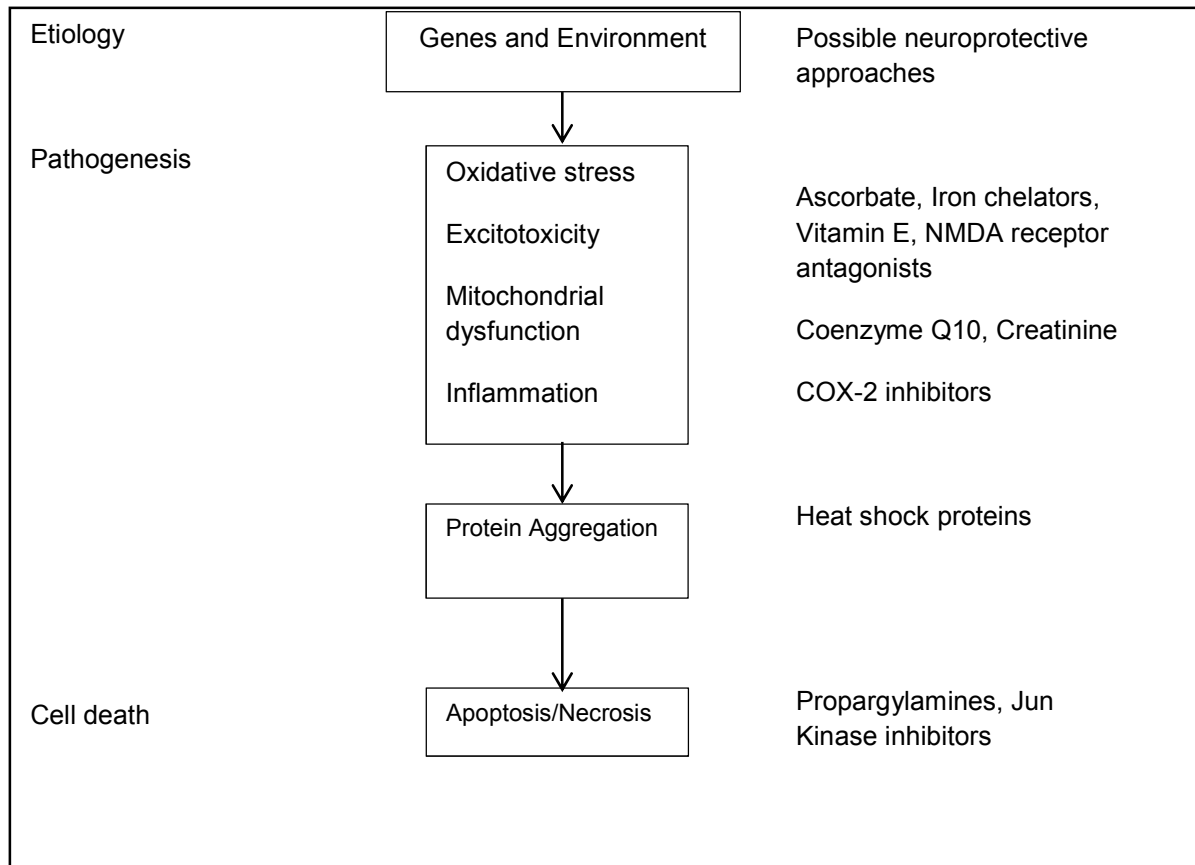 Etiology
Genes and Environment
Possible neuroprotective
approaches
Pathogenesis
Oxidative stress
Excitotoxicity
Mitochondrial
dysfunction
Inflammation
Ascorbate, Iron chelators,
Vitamin E, NMDA receptor
antagonists
Coenzyme Q10, Creatinine
COX-2 inhibitors
Protein Aggregation
Heat shock proteins
Cell death
Apoptosis/Necrosis
Propargylamines, Jun
Kinase inhibitors